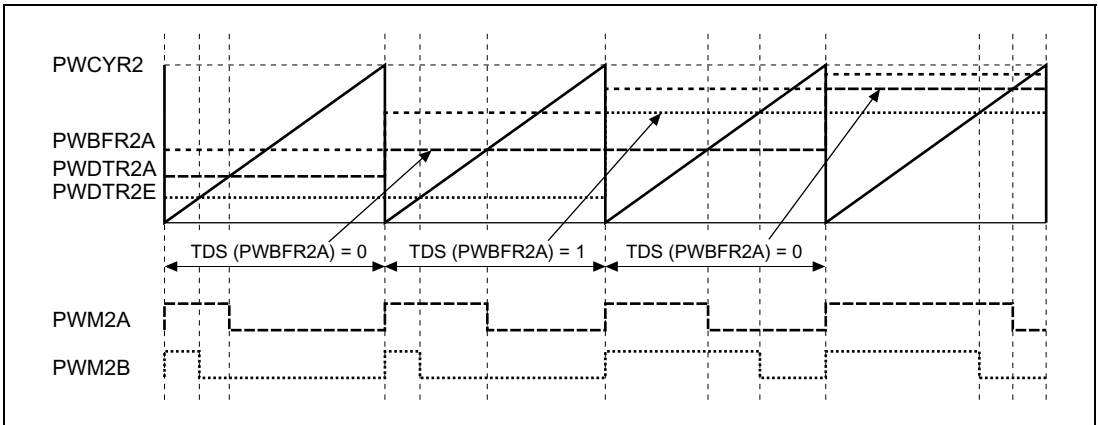 PWCYR2
PWBFR2A
PWDTR2A
PWDTR2E
TDS (PWBFR2A) = 0
TDS (PWBFR2A) = 1
TDS (PWBFR2A) = 0
PWM2A
PWM2B